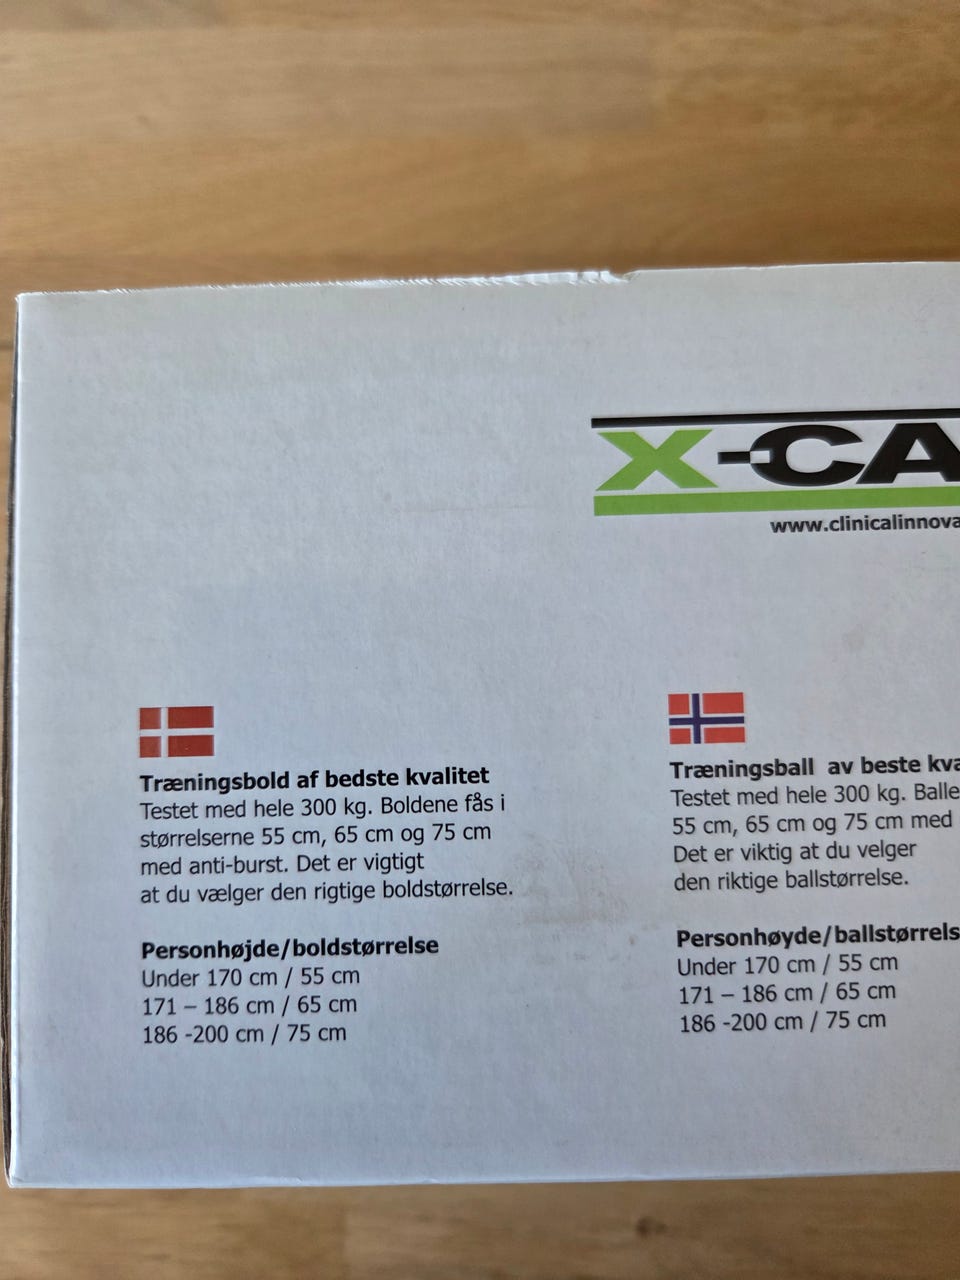 X-CA
www.clinicalinnova
Træningsbold af bedste kvalitet
Testet med hele 300 kg. Boldene fås i
størrelserne 55 cm, 65 cm og 75 cm
med anti-burst. Det er vigtigt
at du vælger den rigtige boldstørrelse.
Personhøjde/boldstørrelse
Under 170 cm / 55 cm
171 – 186 cm / 65 cm
186 -200 cm / 75 cm
Træningsball av beste kva
Testet med hele 300 kg. Balle
55 cm, 65 cm og 75 cm med
Det er viktig at du velger
den riktige ballstørrelse.
Personhøyde/ballstørrels
Under 170 cm / 55 cm
171 – 186 cm / 65 cm
186 -200 cm / 75 cm